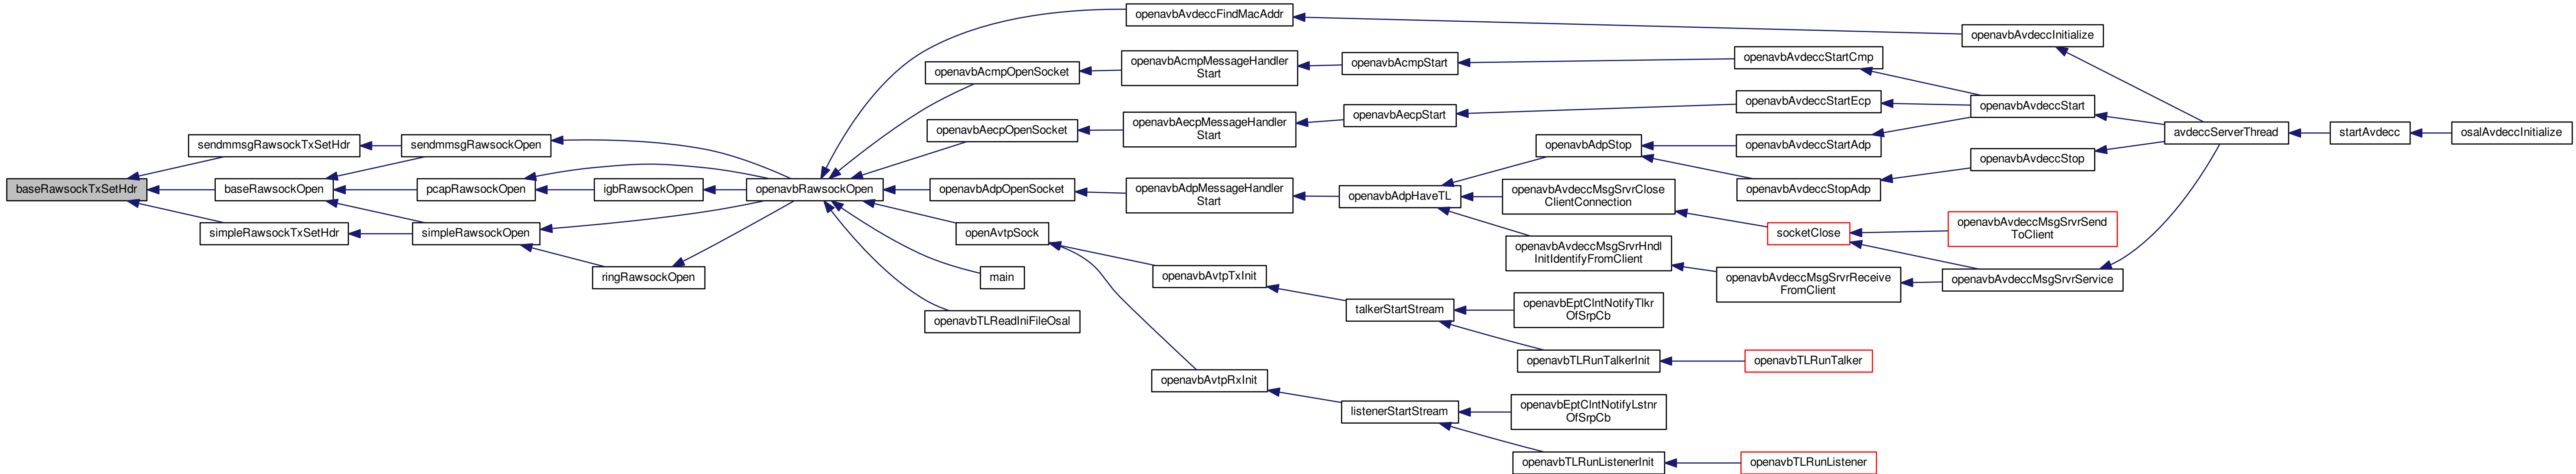 baseRawsockTxSetHdr
sendmmsgRawsockTxSetHdr
baseRawsockOpen
simpleRawsockTxSetHdr
sendmmsgRawsockOpen
pcapRawsockOpen
simpleRawsockOpen
igbRawsockOpen
ringRawsockOpen
openavbRawsockOpen
openavbAcmpOpenSocket
openavbAecpOpenSocket
openavbAdpOpenSocket
openAvtpSock
main
openavbTLReadIniFileOsal
openavbAvdeccFindMacAddr
openavbAcmpMessageHandler
Start
openavbAecpMessageHandler
Start
openavbAdpMessageHandler
Start
openavbAvtpTxInit
openavbAvtpRxInit
openavbAcmpStart
openavbAecpStart
openavbAdpHaveTL
talkerStartStream
listenerStartStream
openavbAdpStop
openavbAvdeccMsgSrvrClose
ClientConnection
openavbAvdeccMsgSrvrHndl
InitIdentifyFromClient
openavbEptClntNotifyTlkr
OfSrpCb
openavbTLRunTalkerInit
openavbEptClntNotifyLstnr
OfSrpCb
openavbTLRunListenerInit
openavbAvdeccStartCmp
openavbAvdeccStartEcp
openavbAvdeccStartAdp
openavbAvdeccStopAdp
socketClose
openavbAvdeccMsgSrvrReceive
FromClient
openavbTLRunTalker
openavbTLRunListener
openavbAvdeccInitialize
openavbAvdeccStart
openavbAvdeccStop
openavbAvdeccMsgSrvrSend
ToClient
openavbAvdeccMsgSrvrService
avdeccServerThread
startAvdecc
osalAvdeccInitialize